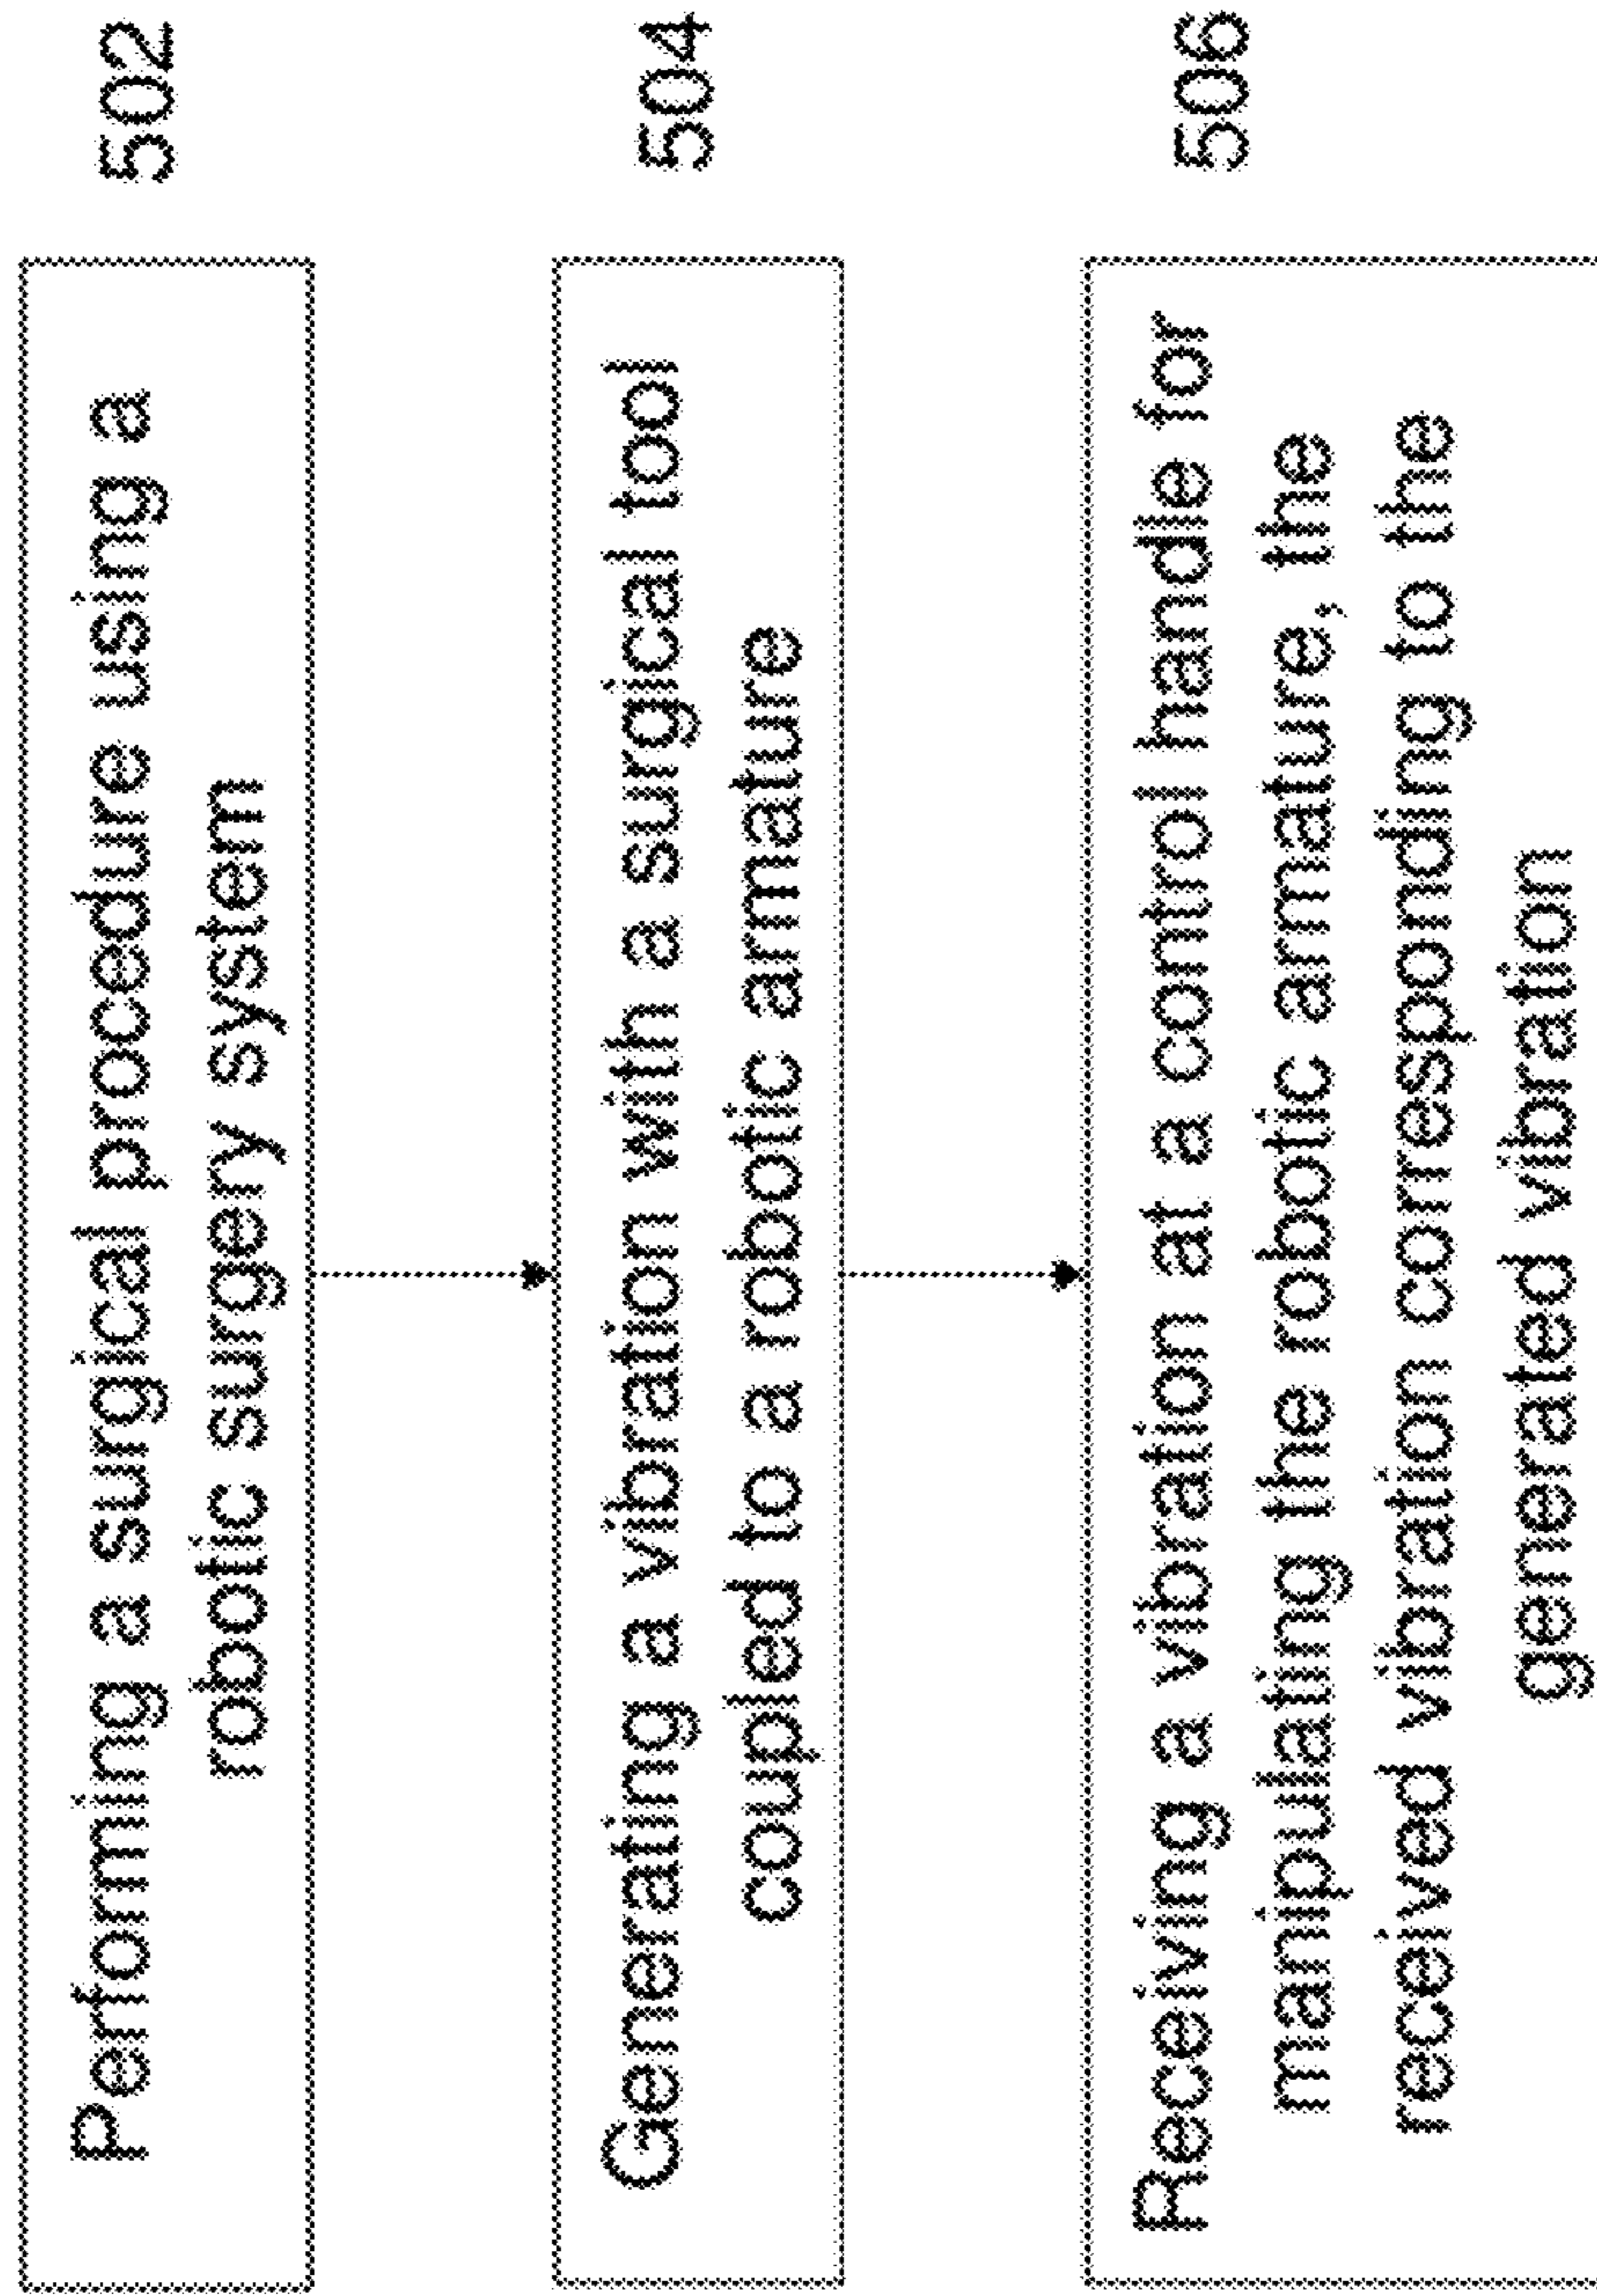 Performing a surgical procedure using a
robotic surgery system
502
Generating a vibration with a surgical tool
coupled to a robotic armature
504
Receiving a vibration at a control handle for
manipulating the robotic armature, the
received vibration corresponding to the
generated vibration
506